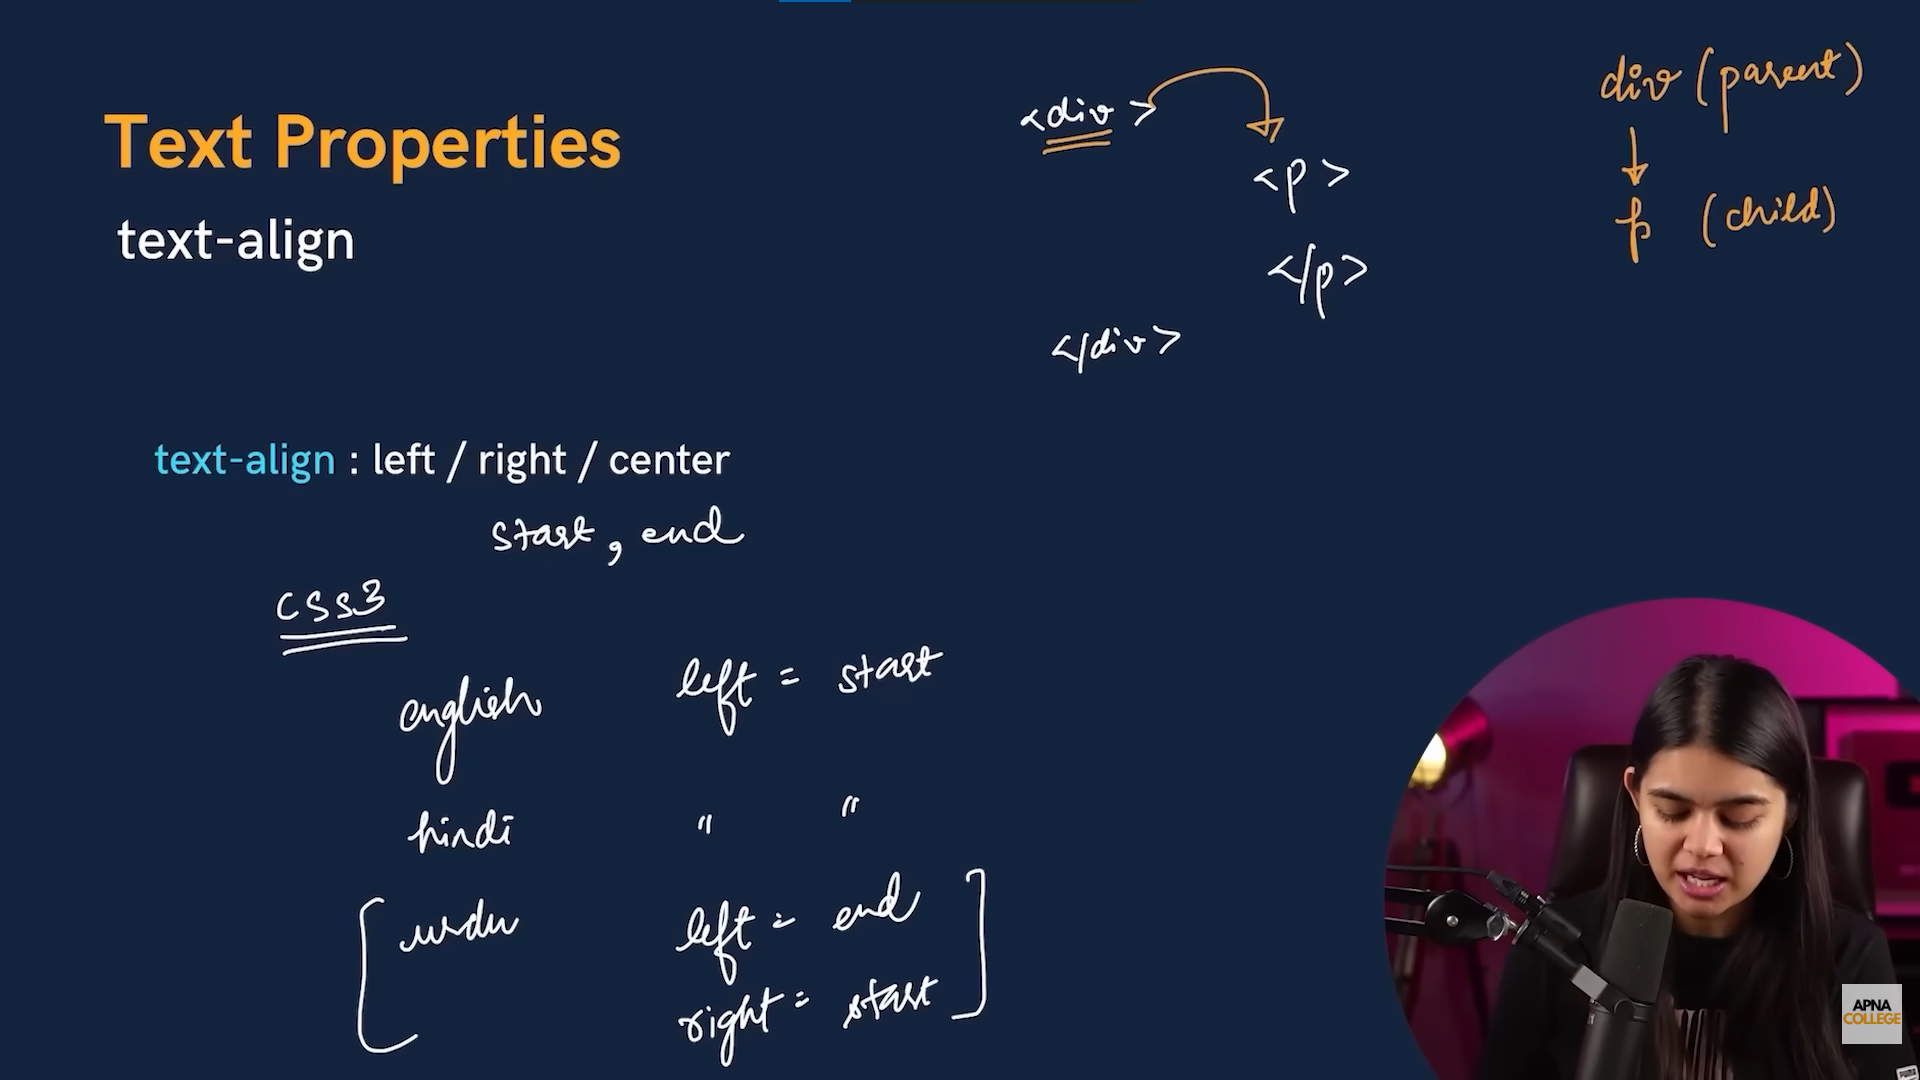 Text Properties
text-align
<div>
<p>
</p>
</div>
div (parent)
p (child)
text-align : left / right / center
start, end
CSS3
english left = start
hindi " "
urdu left = end
right = start
APNA
COLLEGE